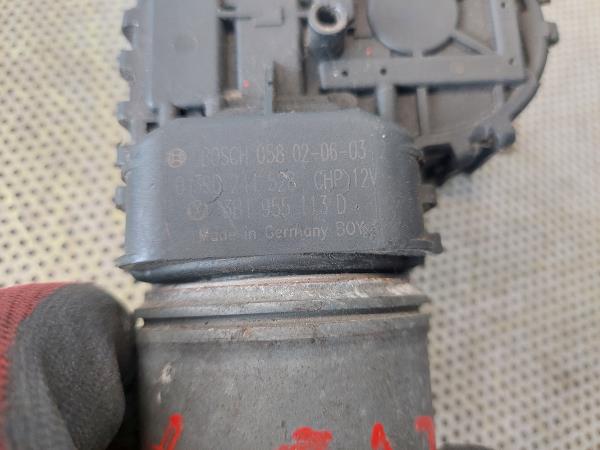 BOSCH 058 02-06-03
0 390 241 528 CHP 12V
3B1 955 113 D
Made in Germany BOY